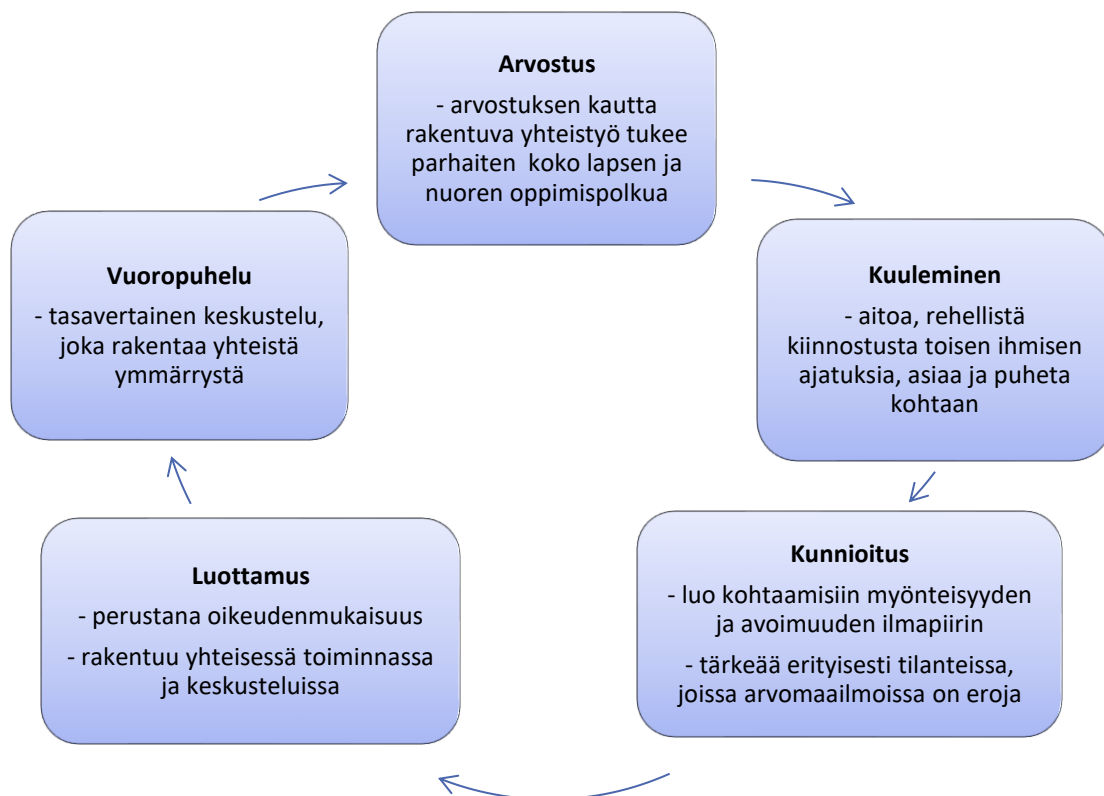 Arvostus
- arvostuksen kautta
rakentuva yhteistyö tukee
parhaiten koko lapsen ja
nuoren oppimispolkua
Kuuleminen
- aitoa, rehellistä
kiinnostusta toisen ihmisen
ajatuksia, asiaa ja puheta
kohtaan
Kunnioitus
- luo kohtaamisiin myönteisyyden
ja avoimuuden ilmapiirin
- tärkeää erityisesti tilanteissa,
joissa arvomaailmoissa on eroja
Luottamus
- perustana oikeudenmukaisuus
- rakentuu yhteisessä toiminnassa
ja keskusteluissa
Vuoropuhelu
- tasavertainen keskustelu,
joka rakentaa yhteistä
ymmärrystä